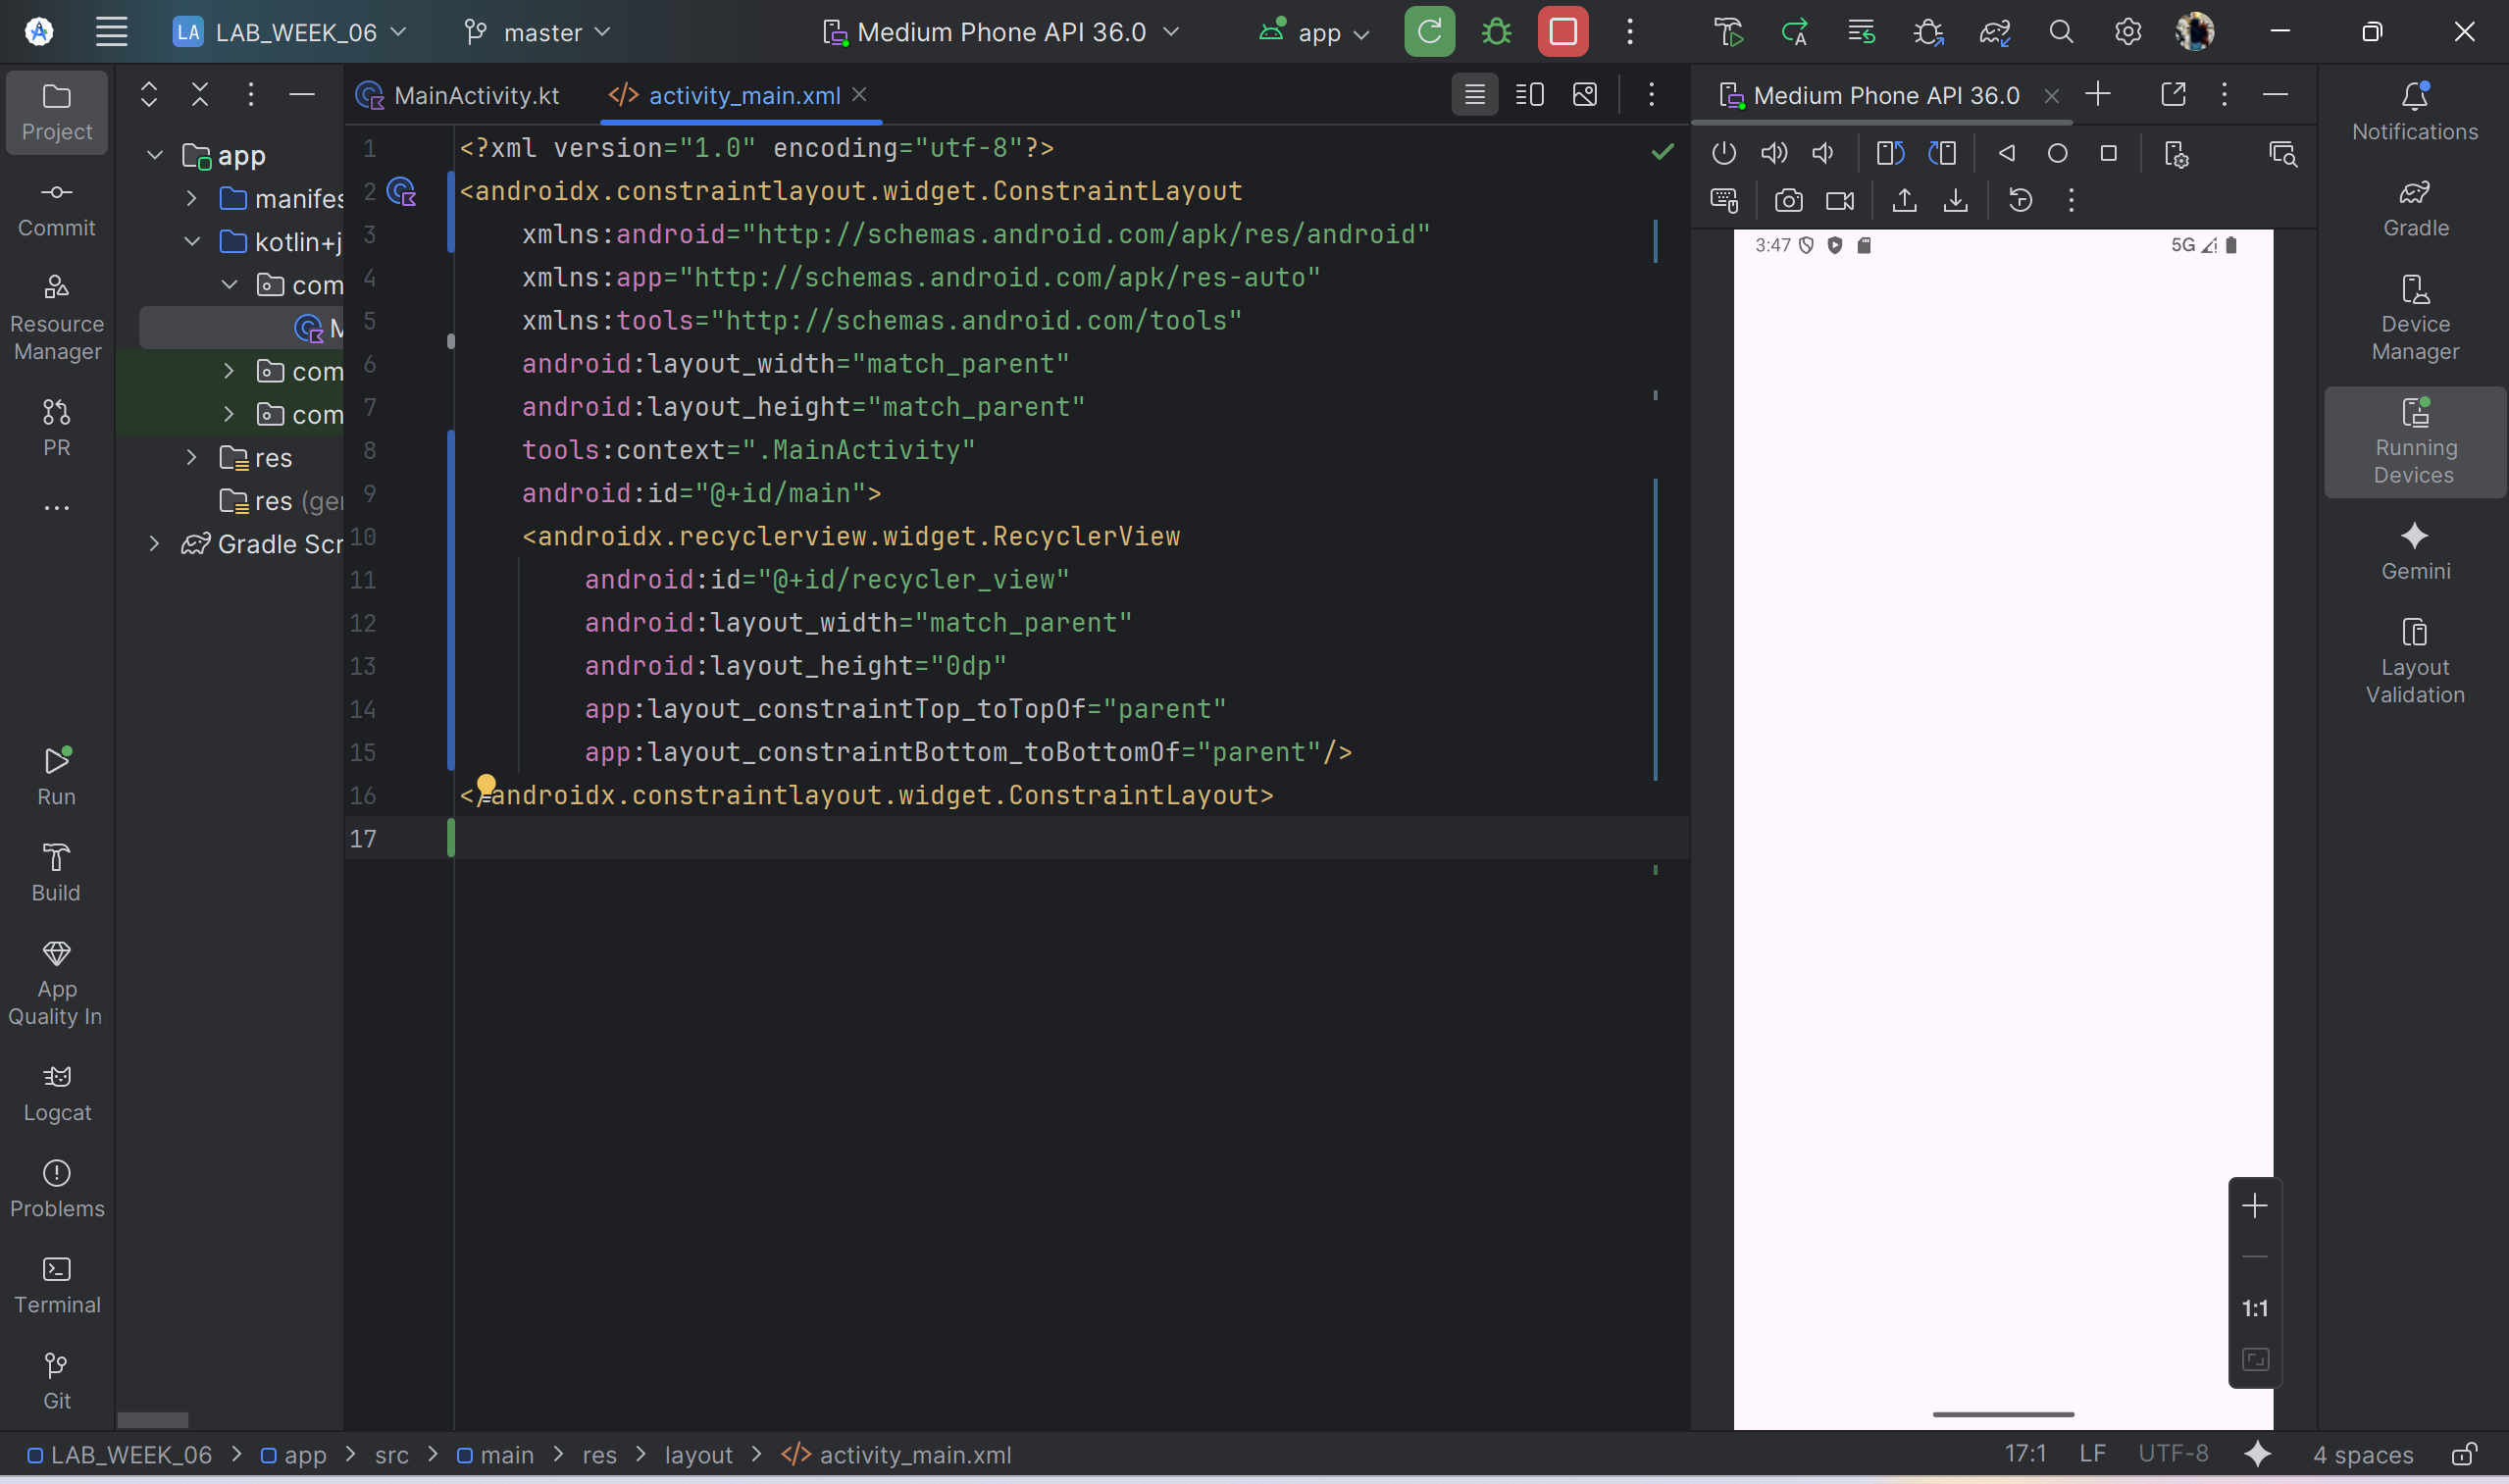 LA LAB_WEEK_06 master Medium Phone API 36.0 app
Project
Commit
Resource
Manager
PR
Run
Build
App
Quality In
Logcat
Problems
Terminal
Git
app
manifes
kotlin+j
com
M
com
com
res
res (ger
Gradle Scr
MainActivity.kt activity_main.xml
1 <?xml version="1.0" encoding="utf-8"?>
2 <androidx.constraintlayout.widget.ConstraintLayout
3 xmlns:android="http://schemas.android.com/apk/res/android"
4 xmlns:app="http://schemas.android.com/apk/res-auto"
5 xmlns:tools="http://schemas.android.com/tools"
6 android:layout_width="match_parent"
7 android:layout_height="match_parent"
8 tools:context=".MainActivity"
9 android:id="@+id/main">
10 <androidx.recyclerview.widget.RecyclerView
11 android:id="@+id/recycler_view"
12 android:layout_width="match_parent"
13 android:layout_height="0dp"
14 app:layout_constraintTop_toTopOf="parent"
15 app:layout_constraintBottom_toBottomOf="parent"/>
16 </androidx.constraintlayout.widget.ConstraintLayout>
17
Medium Phone API 36.0
3:47 5G
1:1
Notifications
Gradle
Device
Manager
Running
Devices
Gemini
Layout
Validation
LAB_WEEK_06 > app > src > main > res > layout > </> activity_main.xml 17:1 LF UTF-8 4 spaces